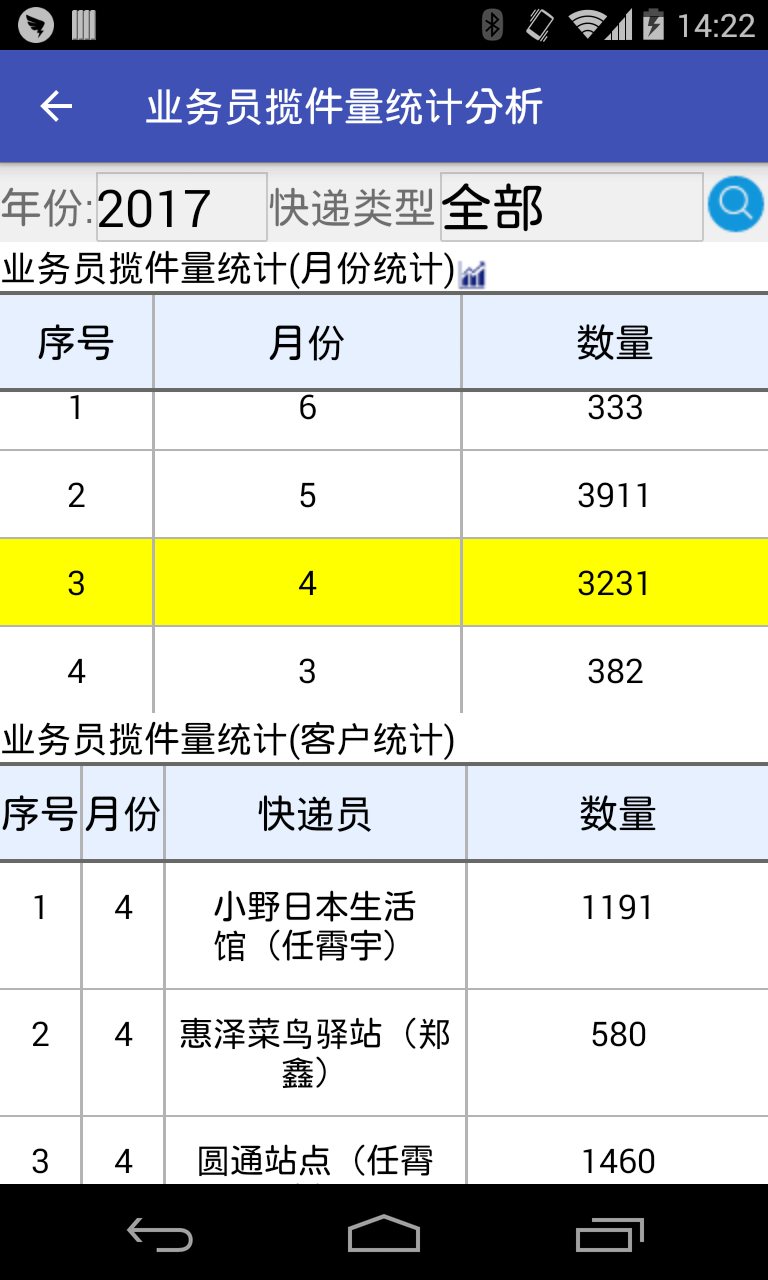 14:22
业务员揽件量统计分析
年份: 2017 快递类型 全部
业务员揽件量统计(月份统计)
序号 月份 数量
1 6 333
2 5 3911
3 4 3231
4 3 382
业务员揽件量统计(客户统计)
序号 月份 快递员 数量
1 4 小野日本生活 1191
馆（任霄宇）
2 4 惠泽菜鸟驿站（郑 580
鑫）
3 4 圆通站点（任霄 1460